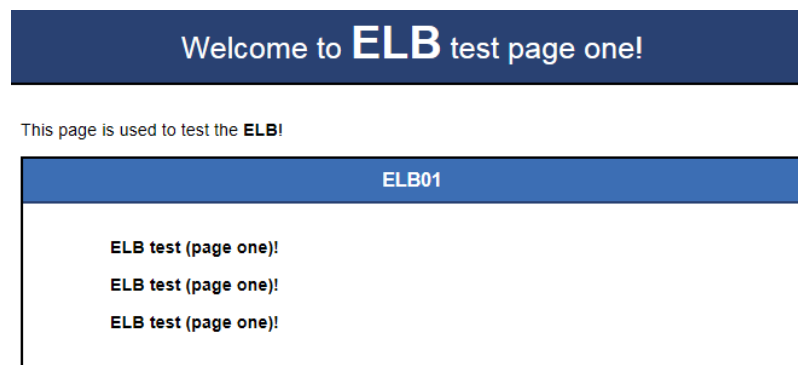 Welcome to ELB test page one!
This page is used to test the ELB!
ELB01
ELB test (page one)!
ELB test (page one)!
ELB test (page one)!